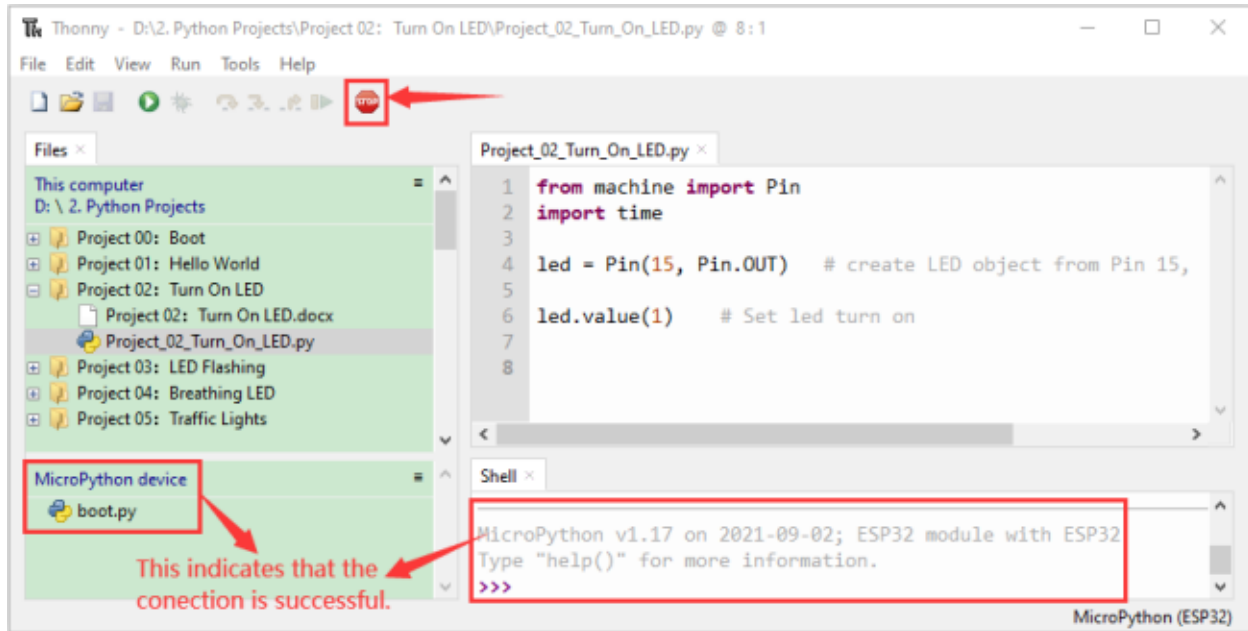 Thonny - D:\2. Python Projects\Project 02: Turn On LED\Project_02_Turn_On_LED.py @ 8:1
File Edit View Run Tools Help
STOP
Files
This computer
D: \ 2. Python Projects
Project 00: Boot
Project 01: Hello World
Project 02: Turn On LED
Project 02: Turn On LED.docx
Project_02_Turn_On_LED.py
Project 03: LED Flashing
Project 04: Breathing LED
Project 05: Traffic Lights
MicroPython device
boot.py
This indicates that the
conection is successful.
Project_02_Turn_On_LED.py
1 from machine import Pin
2 import time
3
4 led = Pin(15, Pin.OUT) # create LED object from Pin 15,
5
6 led.value(1) # Set led turn on
7
8
Shell
MicroPython v1.17 on 2021-09-02; ESP32 module with ESP32
Type "help()" for more information.
>>>
MicroPython (ESP32)